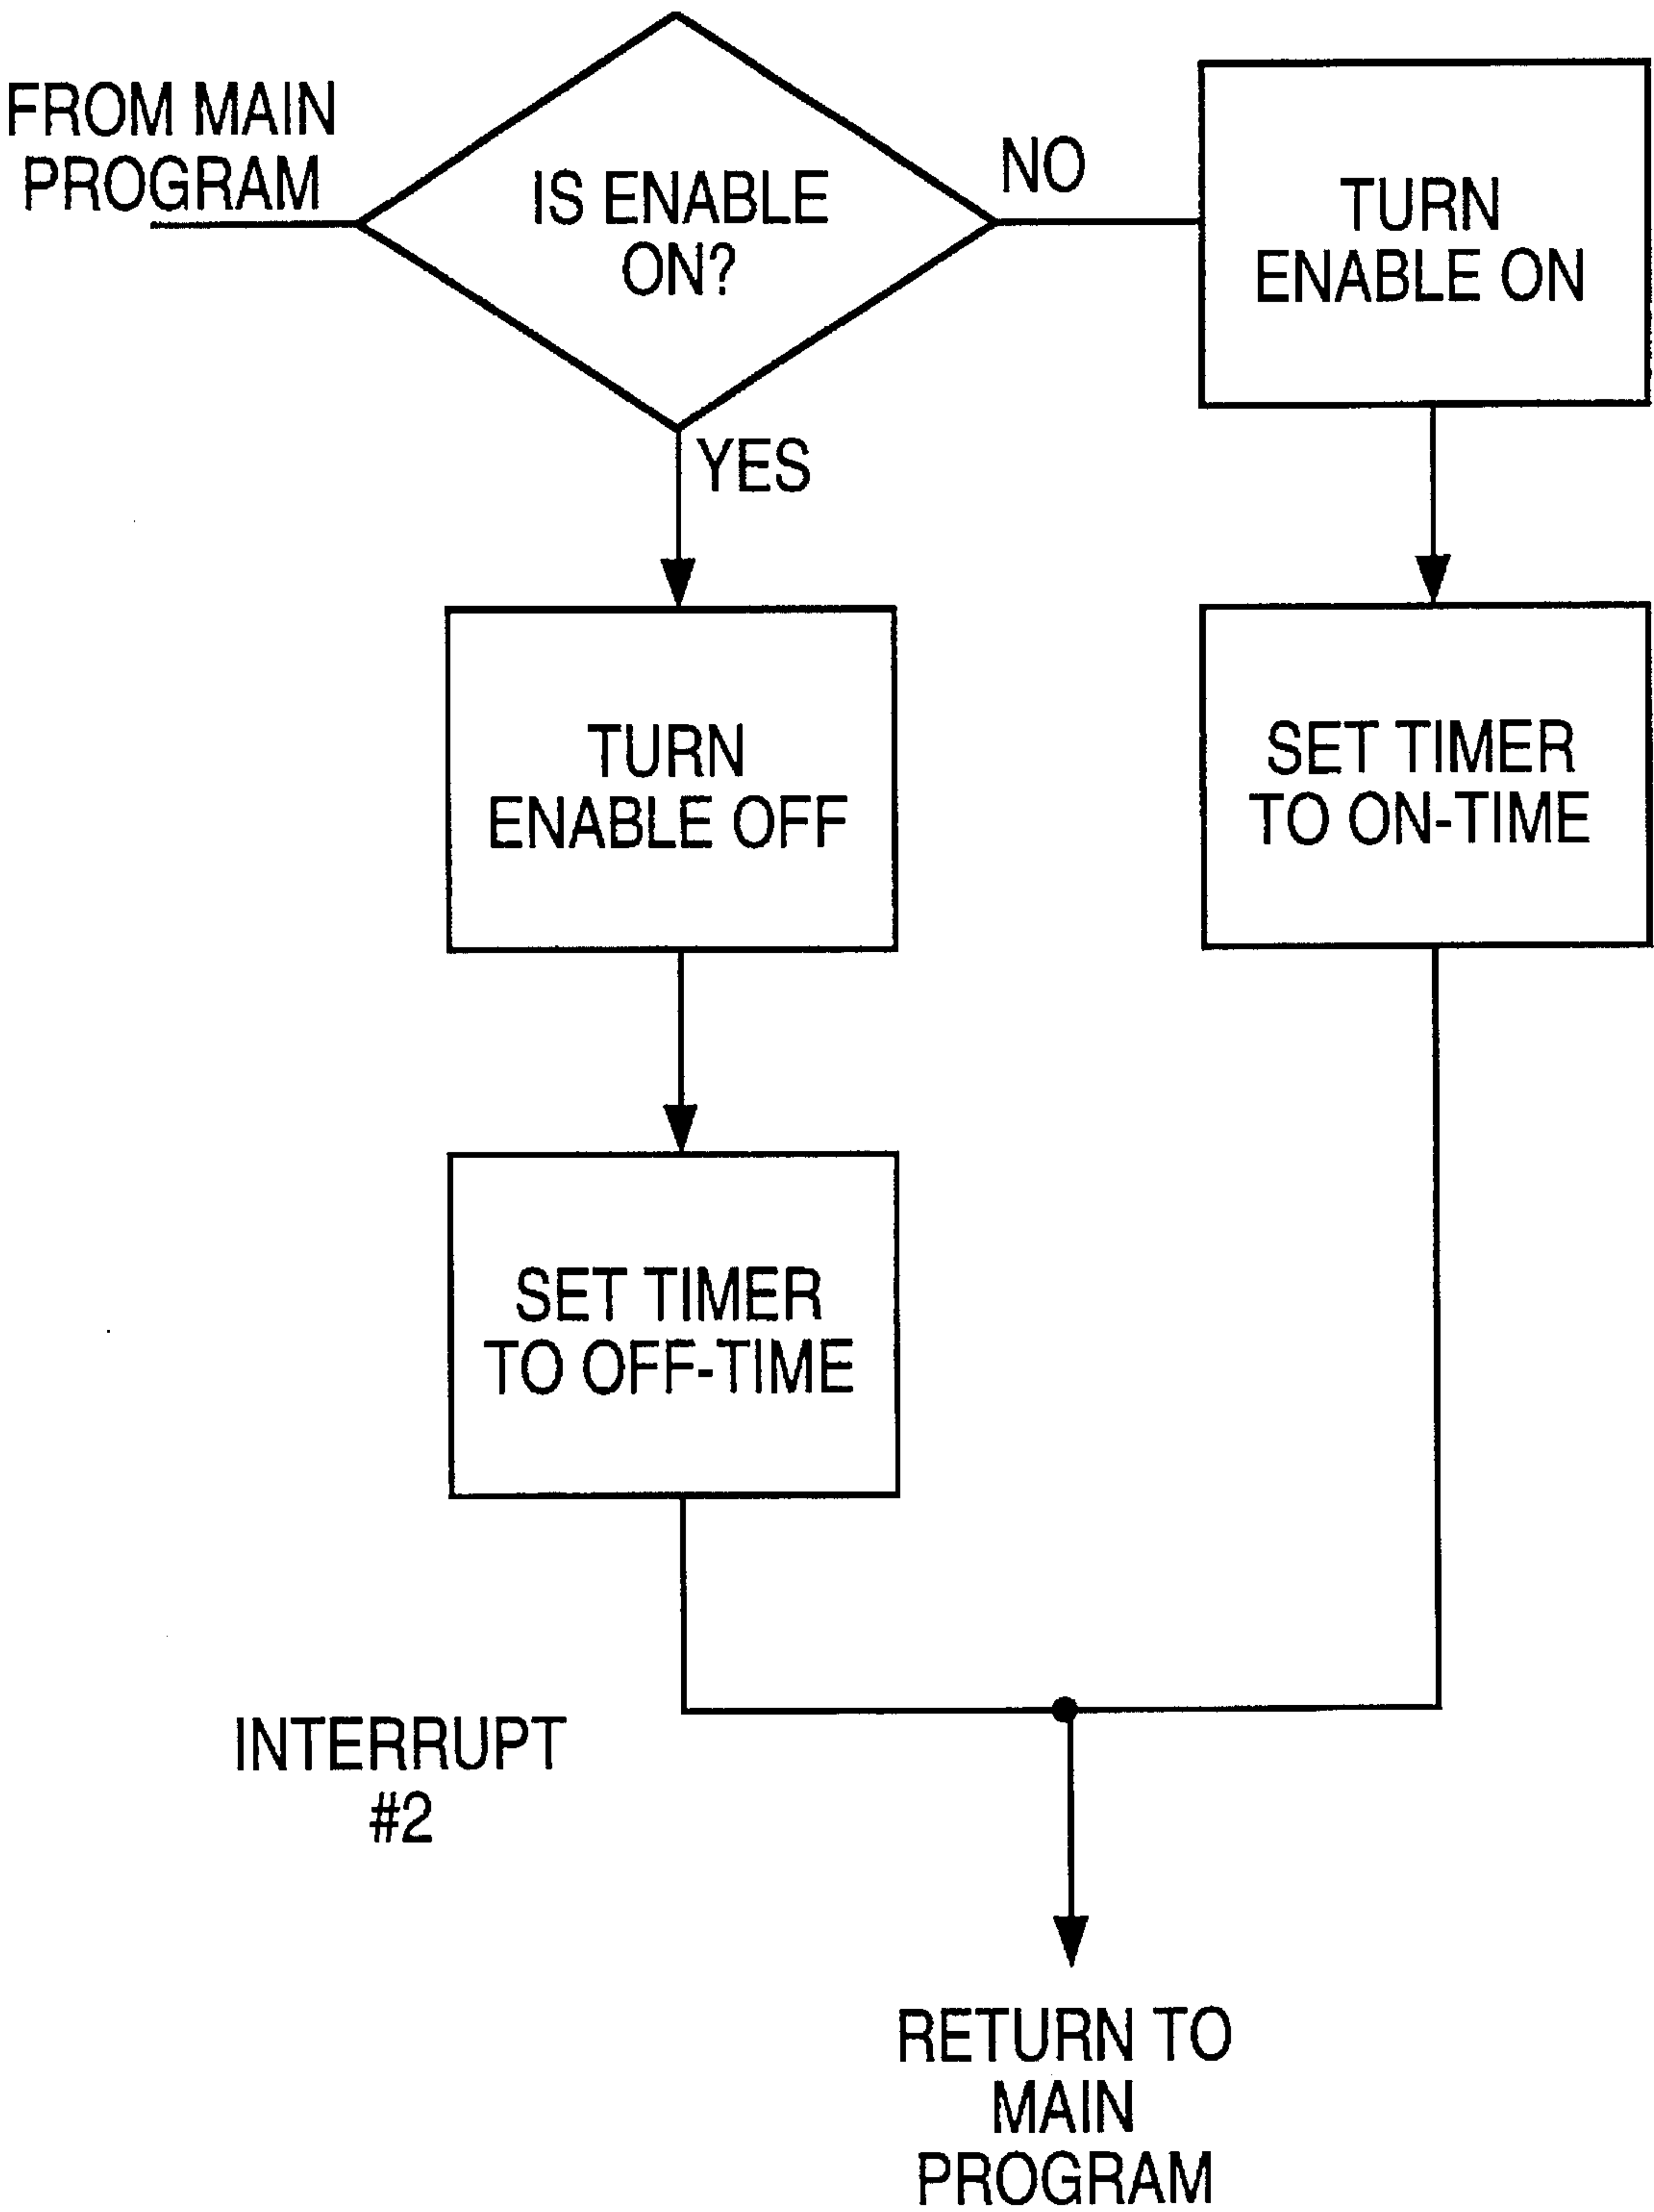 FROM MAIN
PROGRAM
IS ENABLE
ON?
NO
TURN
ENABLE ON
YES
TURN
ENABLE OFF
SET TIMER
TO ON-TIME
SET TIMER
TO OFF-TIME
INTERRUPT
#2
RETURN TO
MAIN
PROGRAM